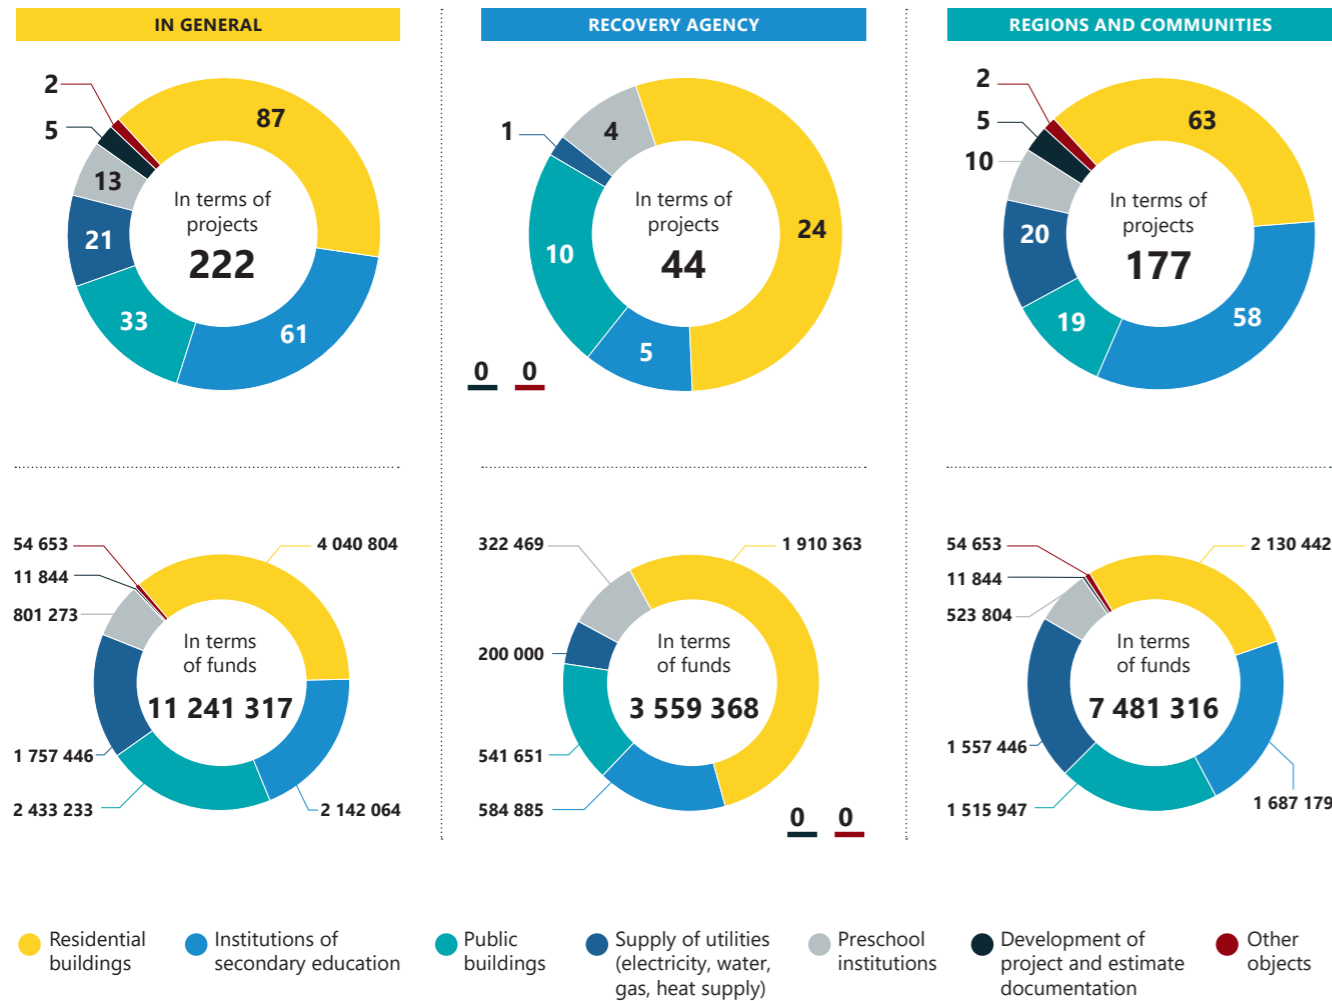 IN GENERAL
2
5
13
21
33
61
87
In terms of
projects
222
RECOVERY AGENCY
1
4
10
5
24
0 0
In terms of
projects
44
REGIONS AND COMMUNITIES
2
5
10
20
19
58
63
In terms of
projects
177
54 653
11 844
801 273
1 757 446
2 433 233
2 142 064
4 040 804
In terms
of funds
11 241 317
322 469
200 000
541 651
584 885
1 910 363
0 0
In terms
of funds
3 559 368
54 653
11 844
523 804
1 557 446
1 515 947
1 687 179
2 130 442
In terms
of funds
7 481 316
Residential
buildings
Institutions of
secondary education
Public
buildings
Supply of utilities
(electricity, water,
gas, heat supply)
Preschool
institutions
Development of
project and estimate
documentation
Other
objects